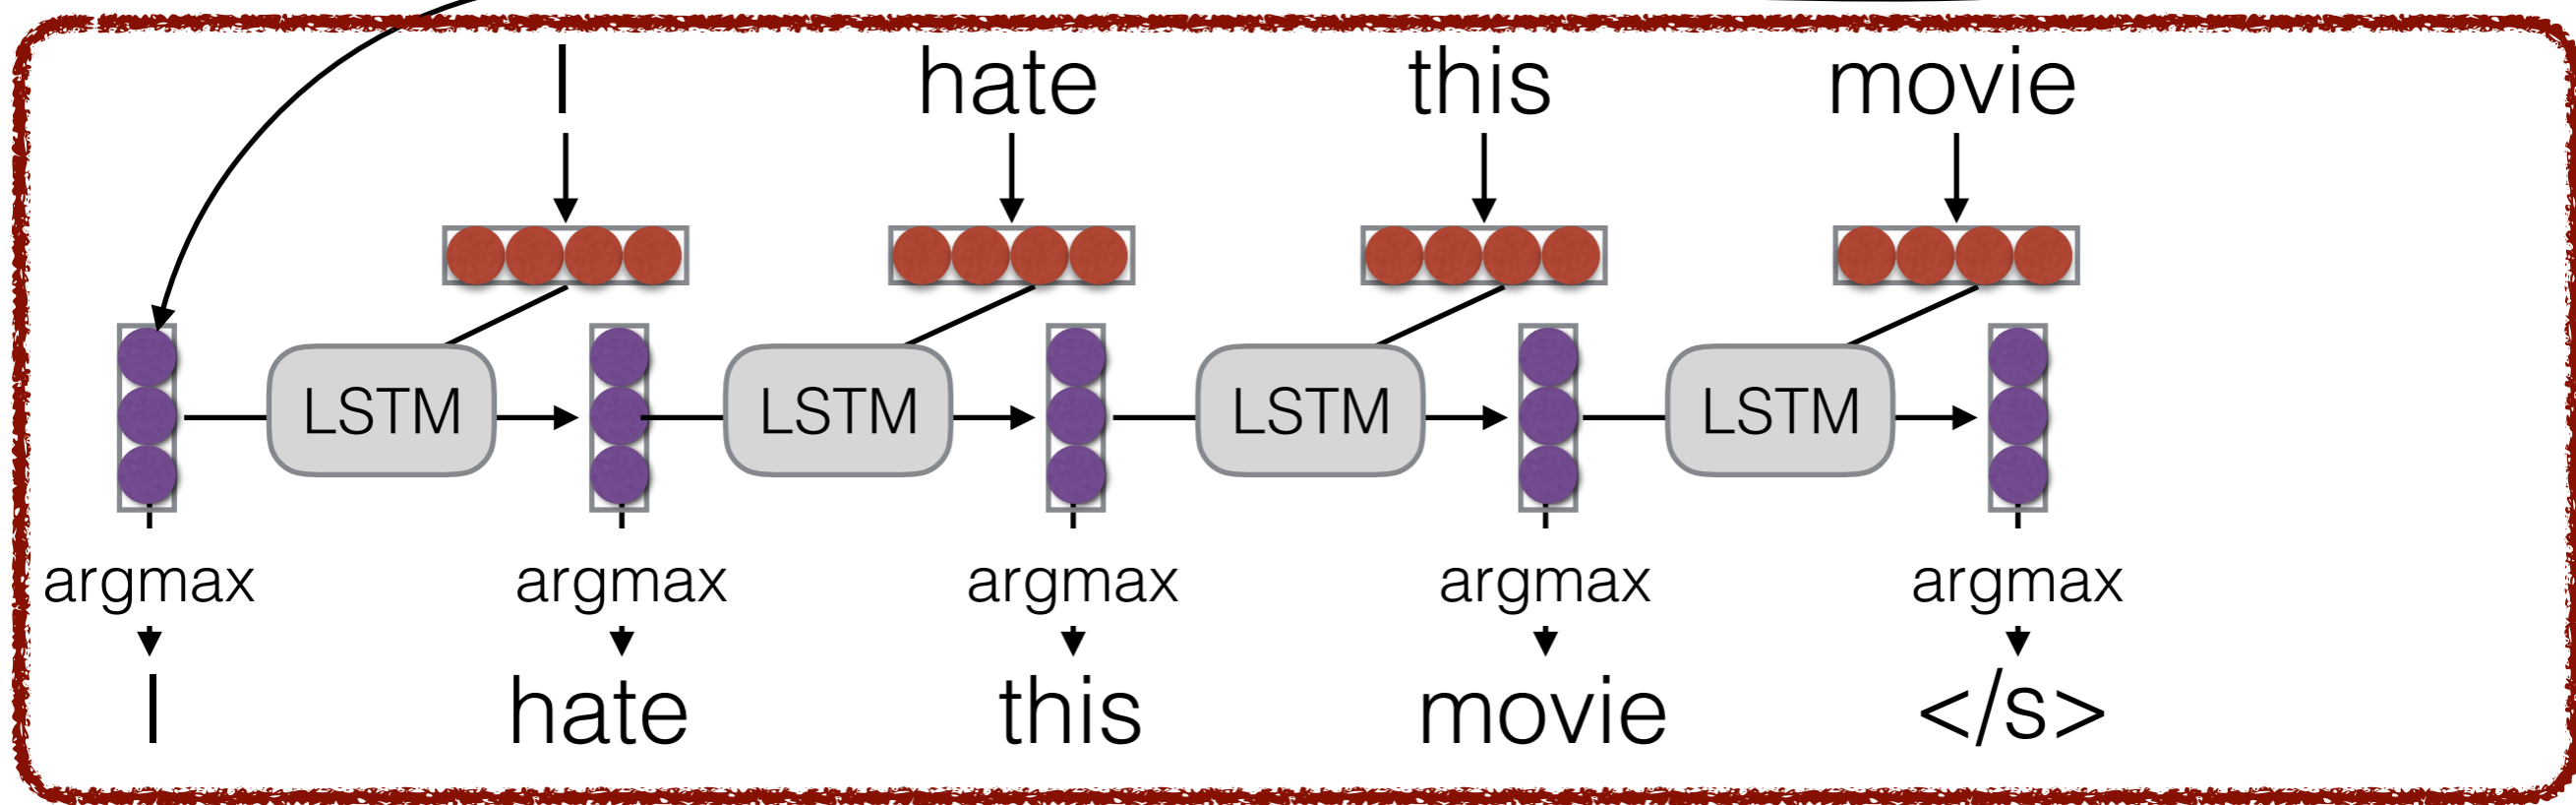 I hate this movie
LSTM LSTM LSTM LSTM
argmax argmax argmax argmax argmax
I hate this movie </s>